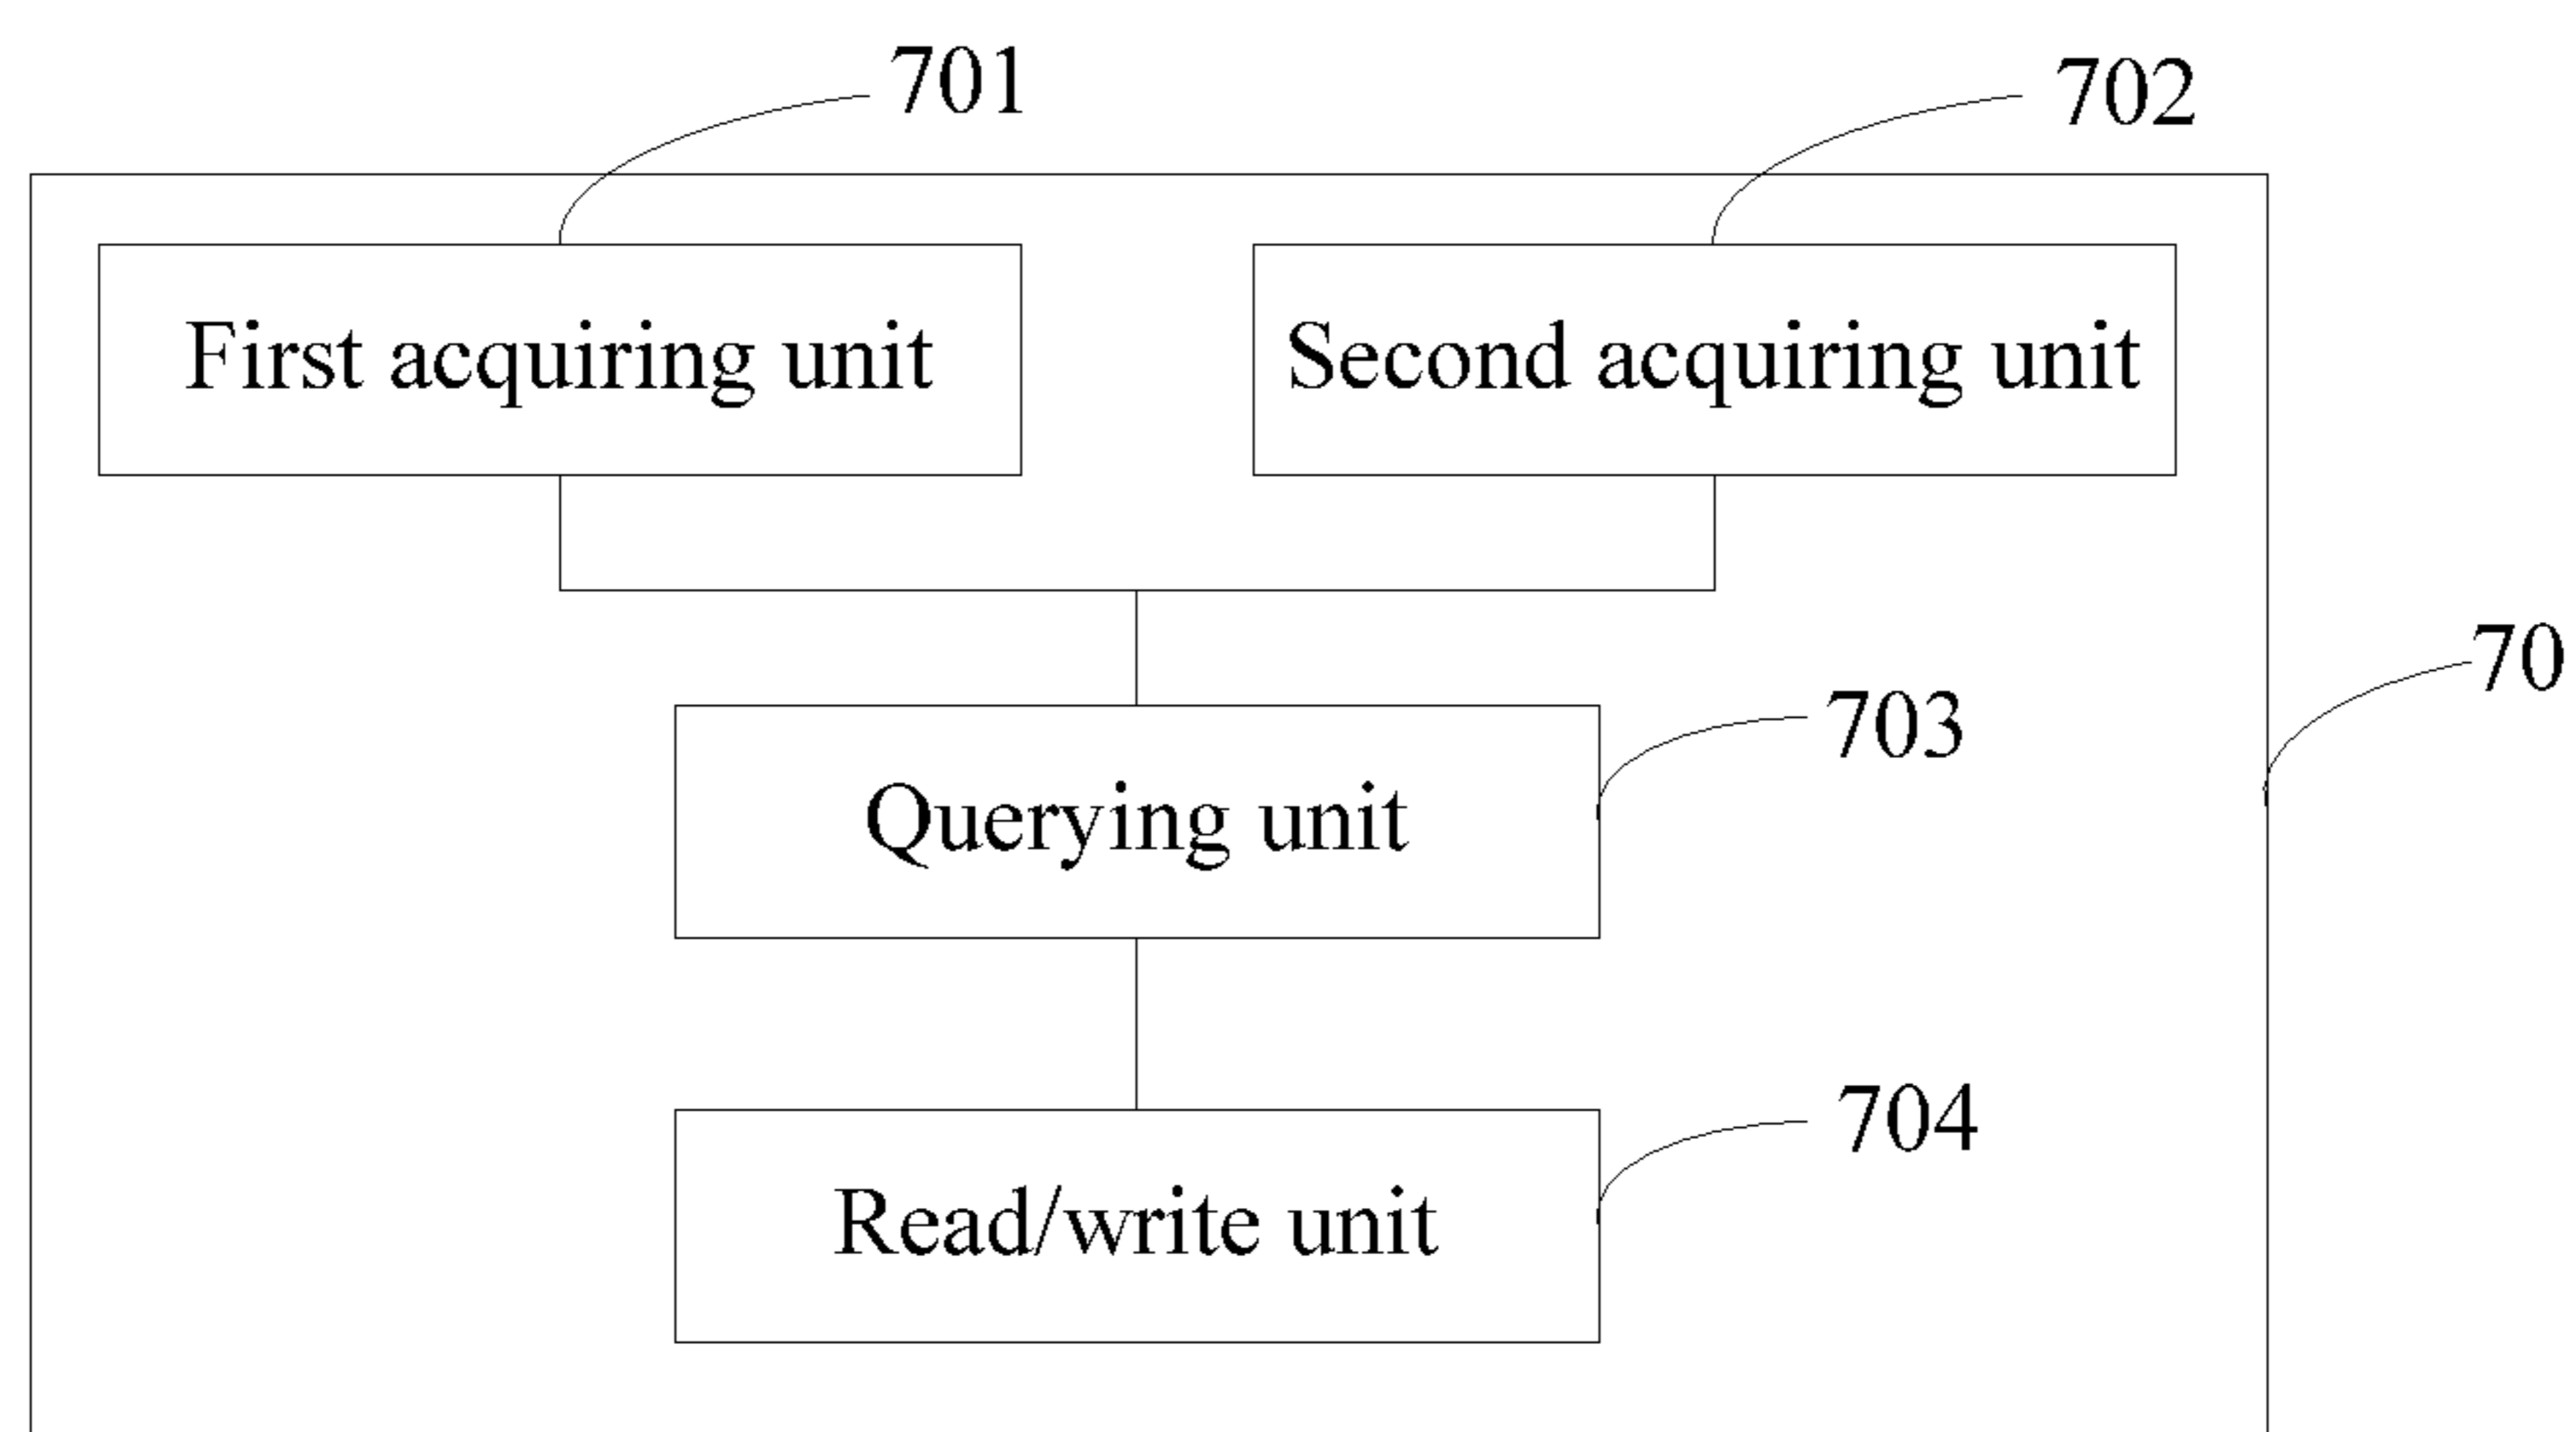 701
702
First acquiring unit
Second acquiring unit
70
703
Querying unit
704
Read/write unit